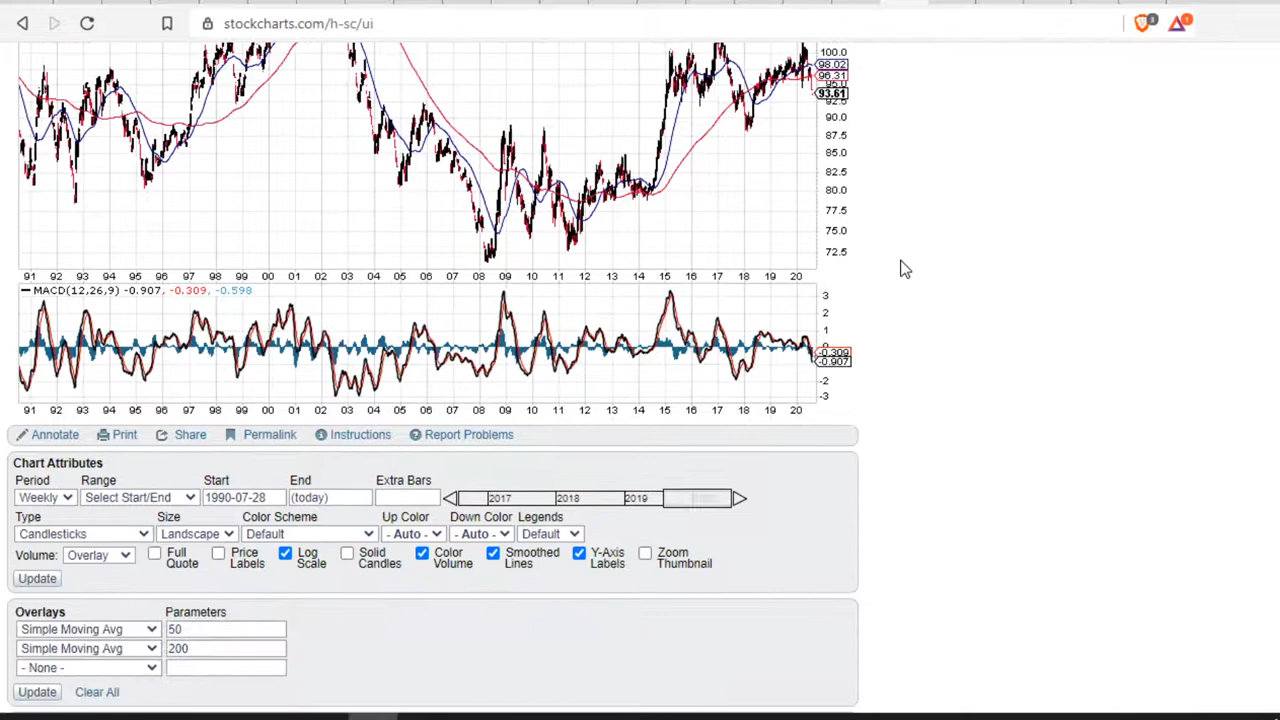 stockcharts.com/h-sc/ui
3
1
100.0
98.02
96.31
95.0
93.61
92.5
90.0
87.5
85.0
82.5
80.0
77.5
75.0
72.5
91 92 93 94 95 96 97 98 99 00 01 02 03 04 05 06 07 08 09 10 11 12 13 14 15 16 17 18 19 20
MACD(12,26,9) -0.907, -0.309, -0.598
3
2
1
0
-0.309
-0.907
-2
-3
91 92 93 94 95 96 97 98 99 00 01 02 03 04 05 06 07 08 09 10 11 12 13 14 15 16 17 18 19 20
Annotate Print Share Permalink Instructions Report Problems
Chart Attributes
Period Range Start End Extra Bars
Weekly Select Start/End 1990-07-28 (today) 2017 2018 2019
Type Size Color Scheme Up Color Down Color Legends
Candlesticks Landscape Default - Auto - - Auto - Default
Volume: Overlay Full Quote Price Labels Log Scale Solid Candles Color Volume Smoothed Lines Y-Axis Labels Zoom Thumbnail
Update
Overlays Parameters
Simple Moving Avg 50
Simple Moving Avg 200
- None -
Update Clear All